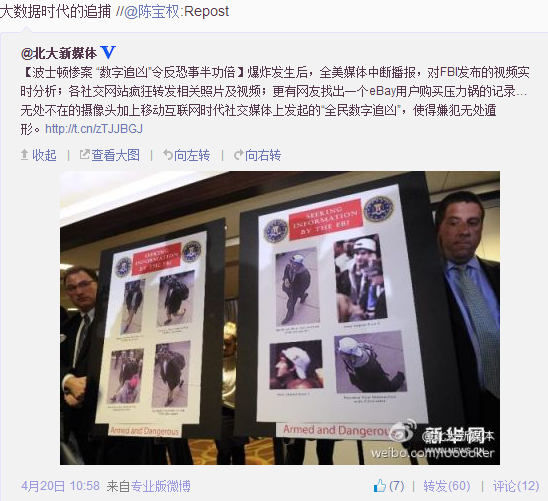 大数据时代的追捕 //@陈宝权:Repost
@北大新媒体
【波士顿惨案 “数字追凶”令反恐事半功倍】爆炸发生后，全美媒体中断播报，对FBI发布的视频实
时分析；各社交网站疯狂转发相关照片及视频；更有网友找出一个eBay用户购买压力锅的记录…
无处不在的摄像头加上移动互联网时代社交媒体上发起的“全民数字追凶”，使得嫌犯无处遁
形。http://t.cn/zTJJBGJ
收起 | 查看大图 | 向左转 | 向右转
SEEKING
INFORMATION
BY THE FBI
SEEKING
INFORMATION
BY THE FBI
Armed and Dangerous
Armed and Dangerous
新华网
WWW.NEWS.CN
@北大新媒体
4月20日 10:58 来自专业版微博
(7) | 转发(60) | 评论(12)